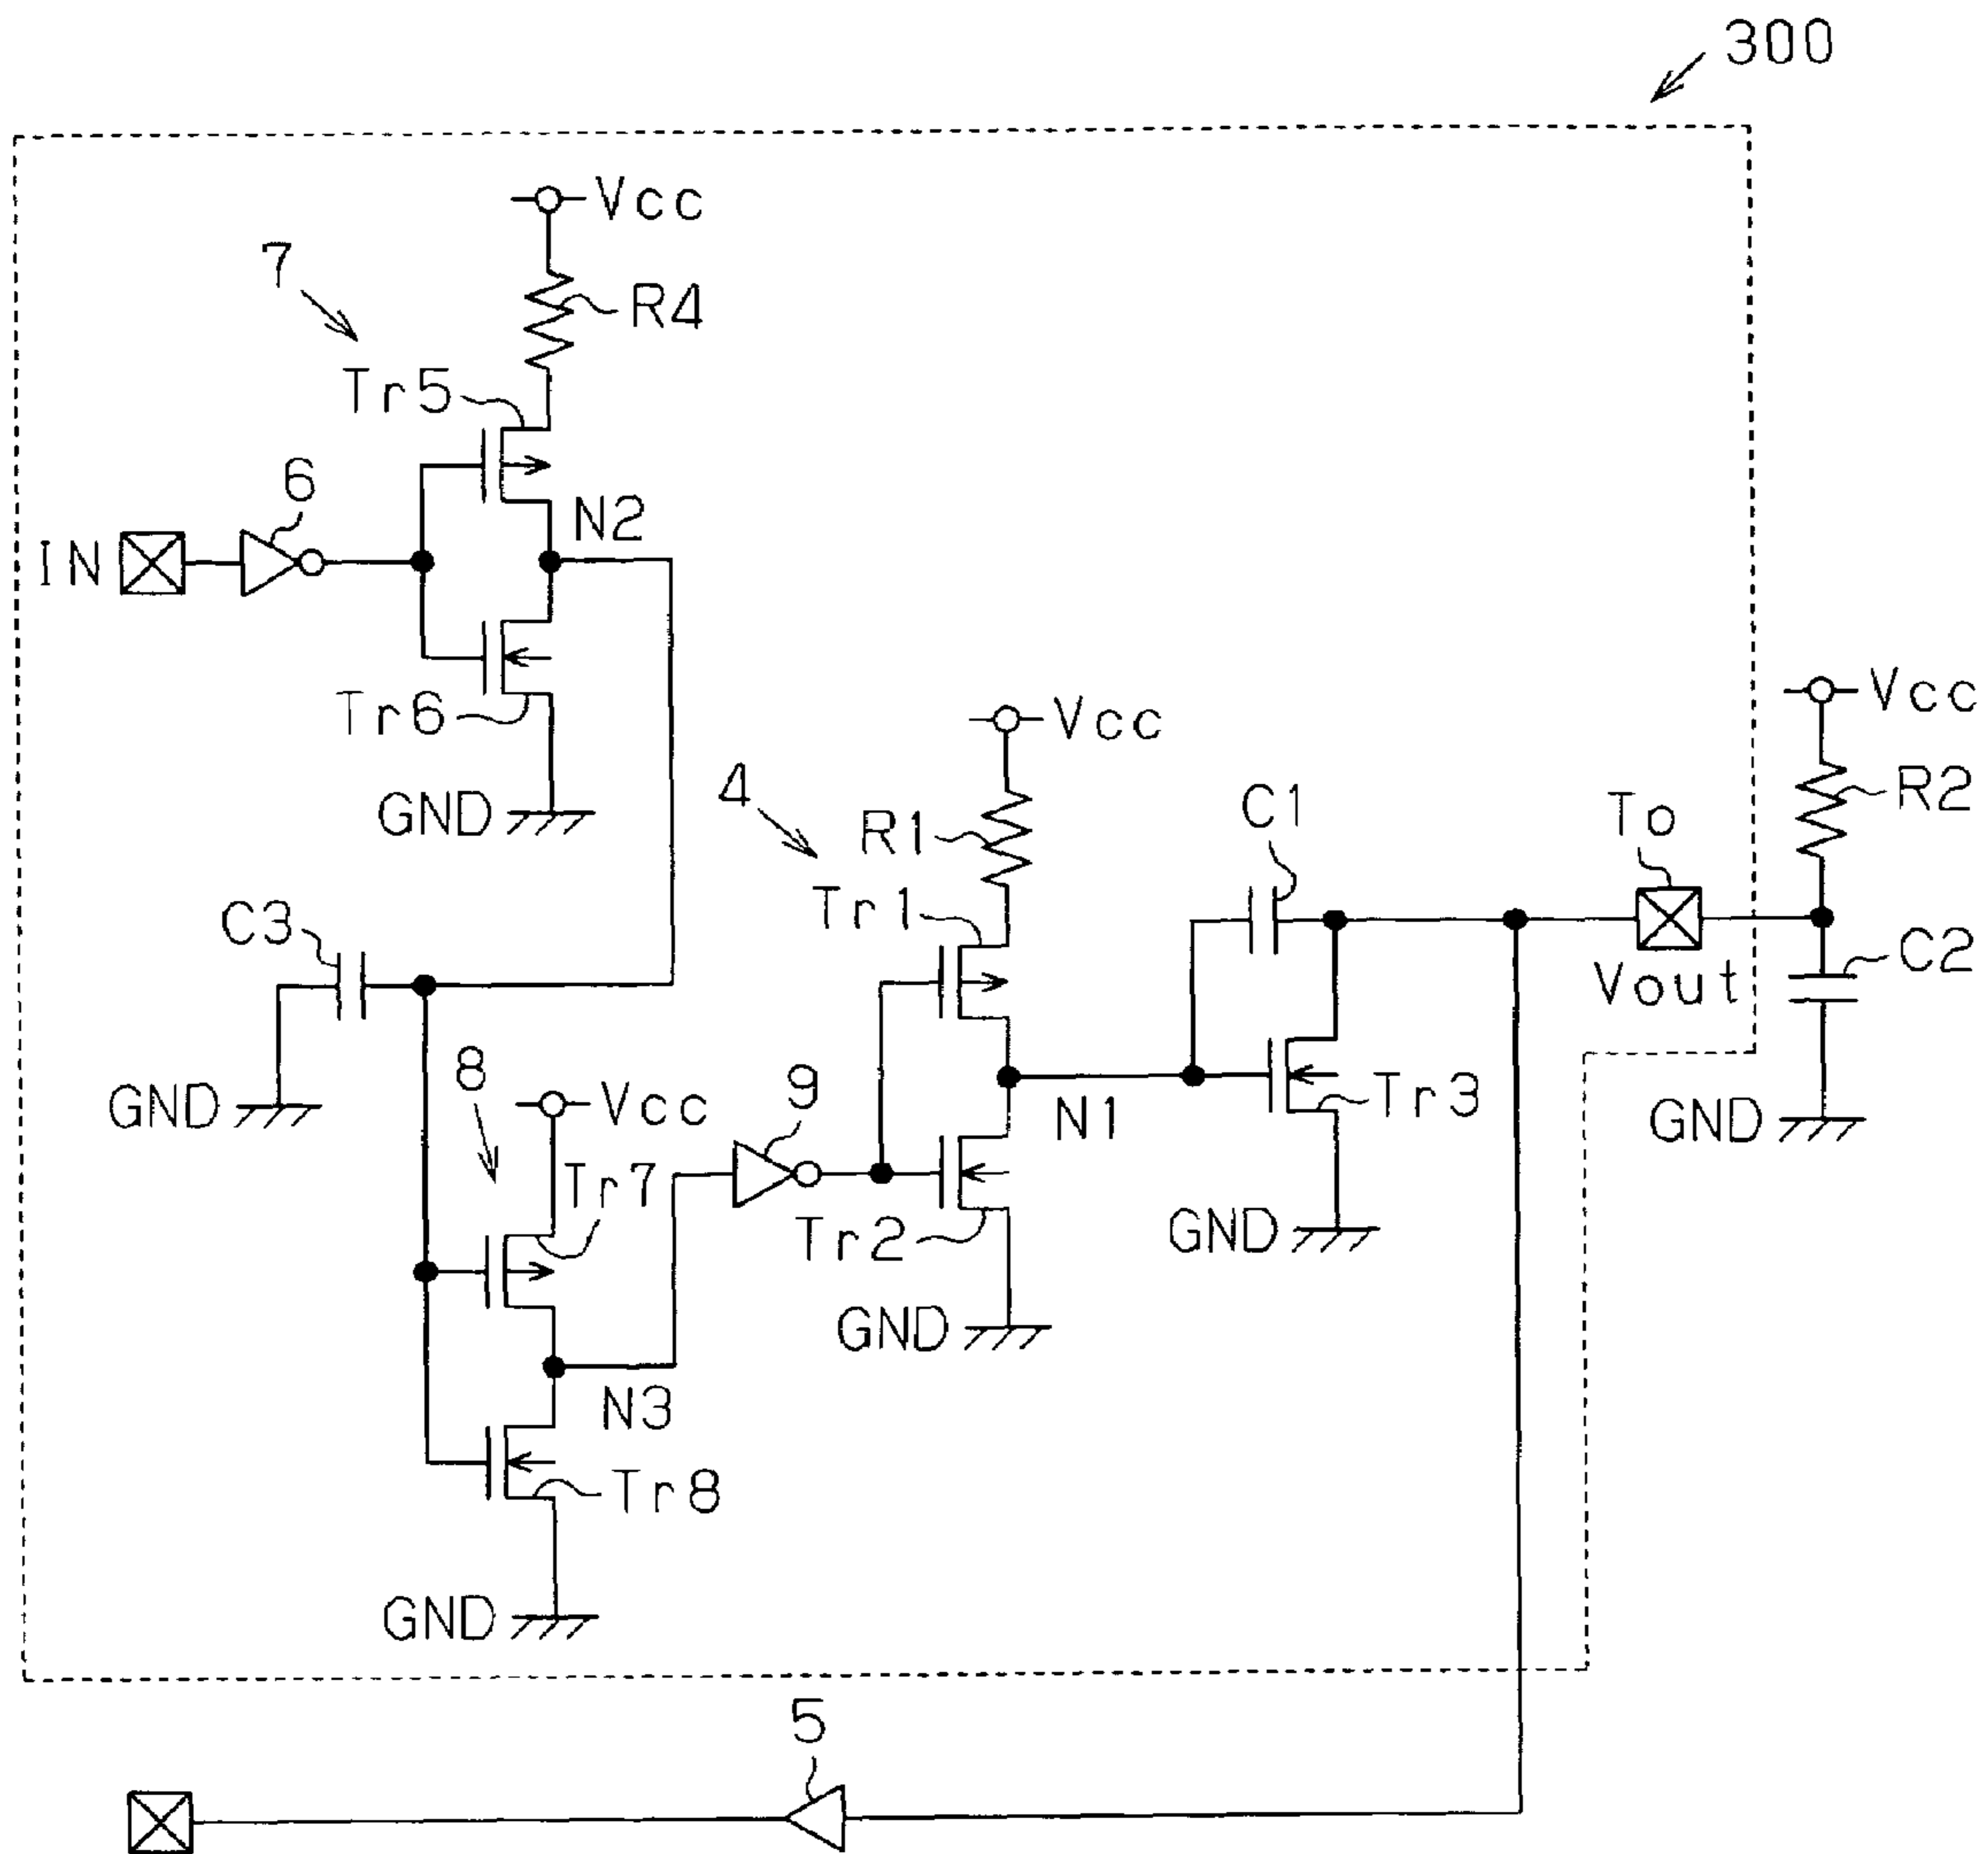 300
Vcc
7
R4
Tr5
6
N2
IN
Tr6
Vcc
Vcc
4
C1
R2
GND
To
R1
Tr1
C3
C2
Vout
8
9
Vcc
Tr3
GND
N1
GND
Tr7
Tr2
GND
GND
N3
Tr8
GND
5